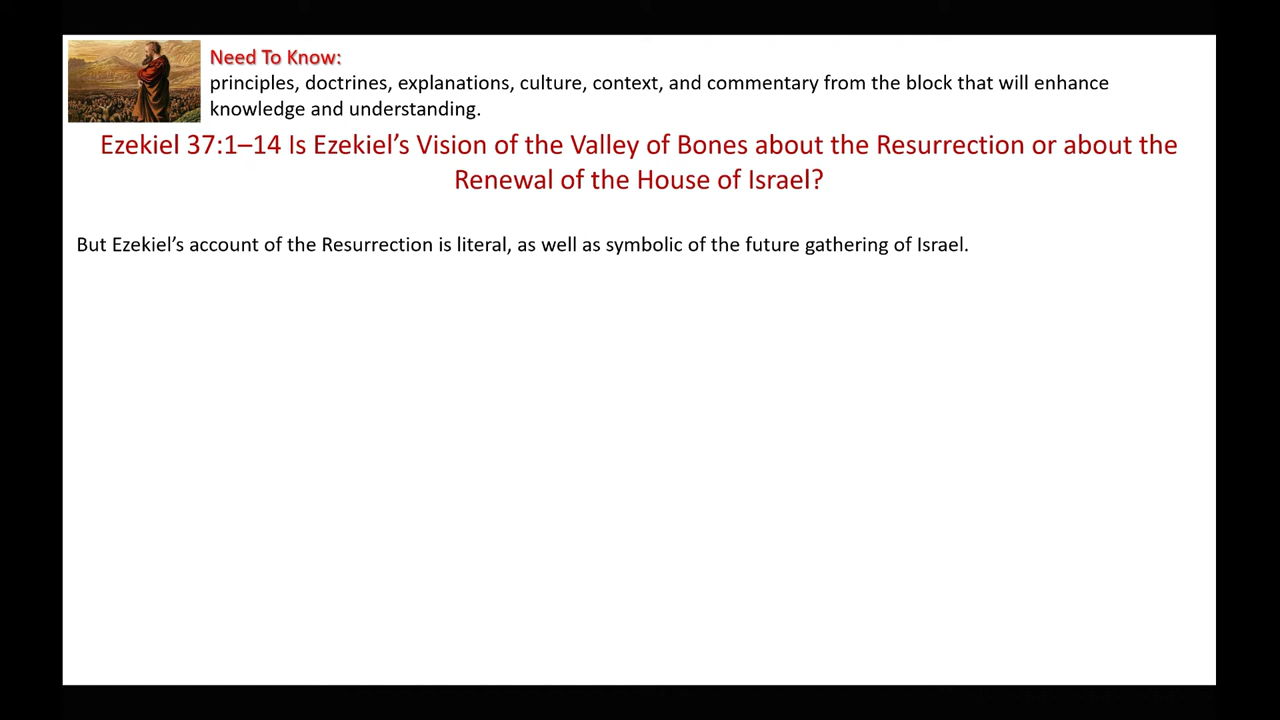 Need To Know:
principles, doctrines, explanations, culture, context, and commentary from the block that will enhance
knowledge and understanding.
Ezekiel 37:1–14 Is Ezekiel’s Vision of the Valley of Bones about the Resurrection or about the
Renewal of the House of Israel?
But Ezekiel’s account of the Resurrection is literal, as well as symbolic of the future gathering of Israel.